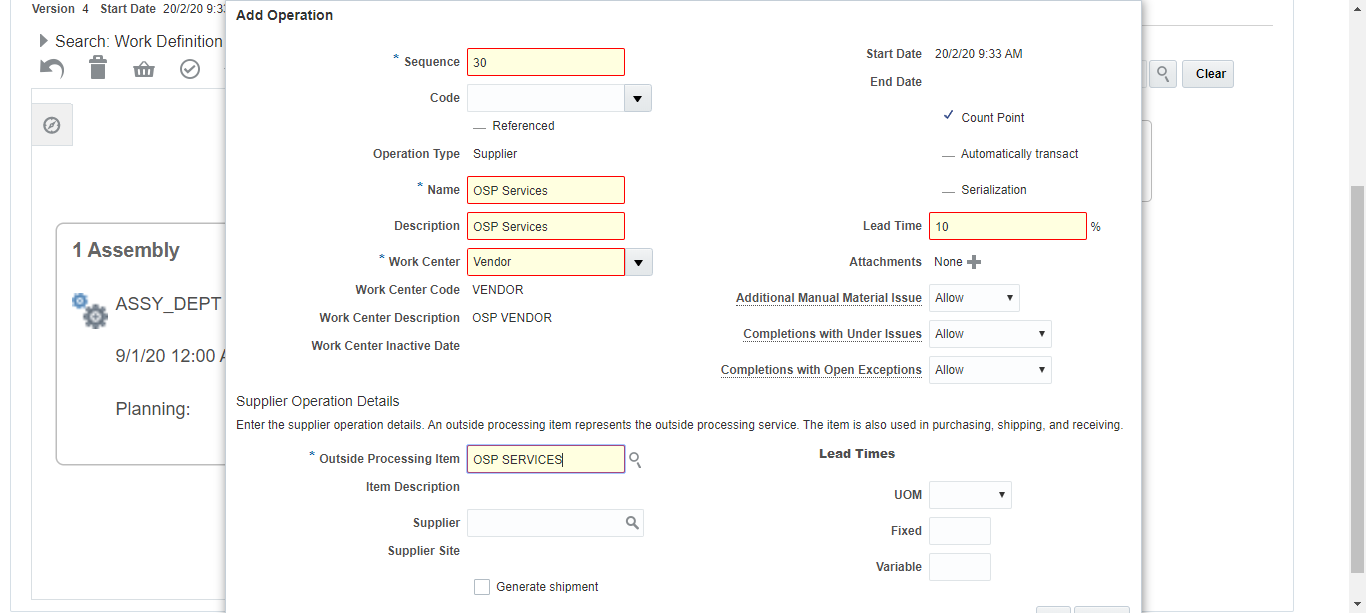 Version 4 Start Date 20/2/20 9:33
Search: Work Definition
Clear
1 Assembly
ASSY_DEPT
9/1/20 12:00 A
Planning:
Add Operation
* Sequence 30
Code
Referenced
Operation Type Supplier
* Name OSP Services
Description OSP Services
* Work Center Vendor
Work Center Code VENDOR
Work Center Description OSP VENDOR
Work Center Inactive Date
Start Date 20/2/20 9:33 AM
End Date
Count Point
Automatically transact
Serialization
Lead Time 10 %
Attachments None
Additional Manual Material Issue Allow
Completions with Under Issues Allow
Completions with Open Exceptions Allow
Supplier Operation Details
Enter the supplier operation details. An outside processing item represents the outside processing service. The item is also used in purchasing, shipping, and receiving.
* Outside Processing Item OSP SERVICES
Item Description
Supplier
Supplier Site
Generate shipment
Lead Times
UOM
Fixed
Variable